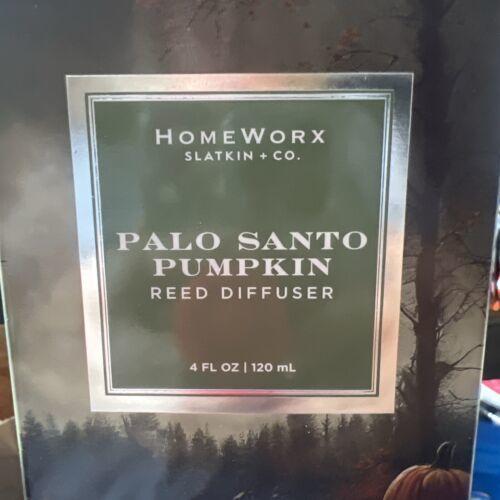 HOMEWORX
SLATKIN + CO.
PALO SANTO
PUMPKIN
REED DIFFUSER
4 FL OZ | 120 mL